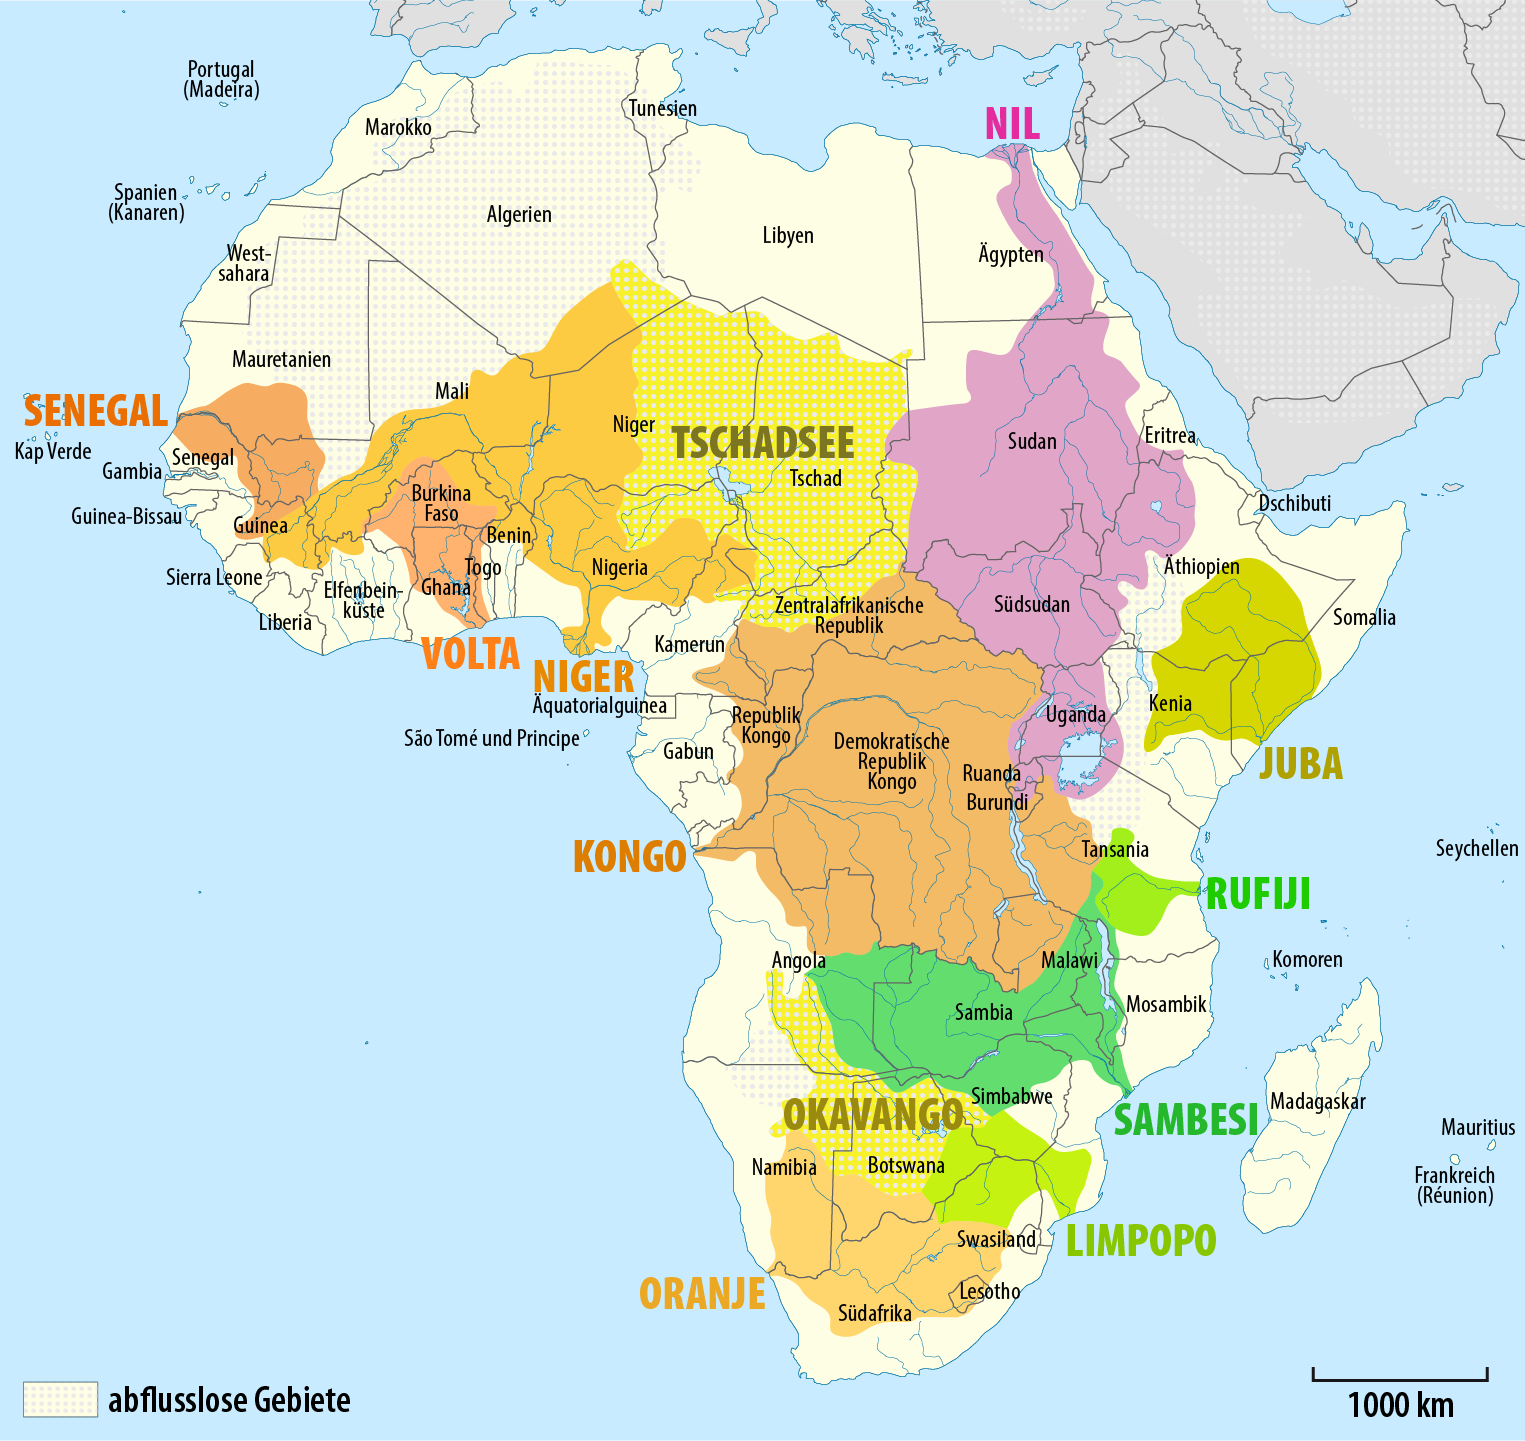 Portugal
(Madeira)
Tunesien
NIL
Marokko
Spanien
(Kanaren)
Algerien
Libyen
Ägypten
West-
sahara
Mauretanien
Mali
SENEGAL
Niger
TSCHADSEE
Sudan
Eritrea
Kap Verde
Senegal
Gambia
Tschad
Burkina
Faso
Dschibuti
Guinea-Bissau
Guinea
Benin
Nigeria
Togo
Äthiopien
Sierra Leone
Elfenbein-
küste
Ghana
Zentralafrikanische
Republik
Südsudan
Somalia
Liberia
VOLTA
Kamerun
NIGER
Äquatorialguinea
Kenia
Republik
Kongo
Uganda
São Tomé und Principe
Gabun
Demokratische
Republik
Kongo
JUBA
Ruanda
Burundi
KONGO
Tansania
Seychellen
RUFIJI
Angola
Malawi
Komoren
Sambia
Mosambik
Simbabwe
OKAVANGO
SAMBESI
Madagaskar
Mauritius
Namibia
Botswana
Frankreich
(Réunion)
Swasiland
LIMPOPO
ORANJE
Lesotho
Südafrika
abflusslose Gebiete
1000 km